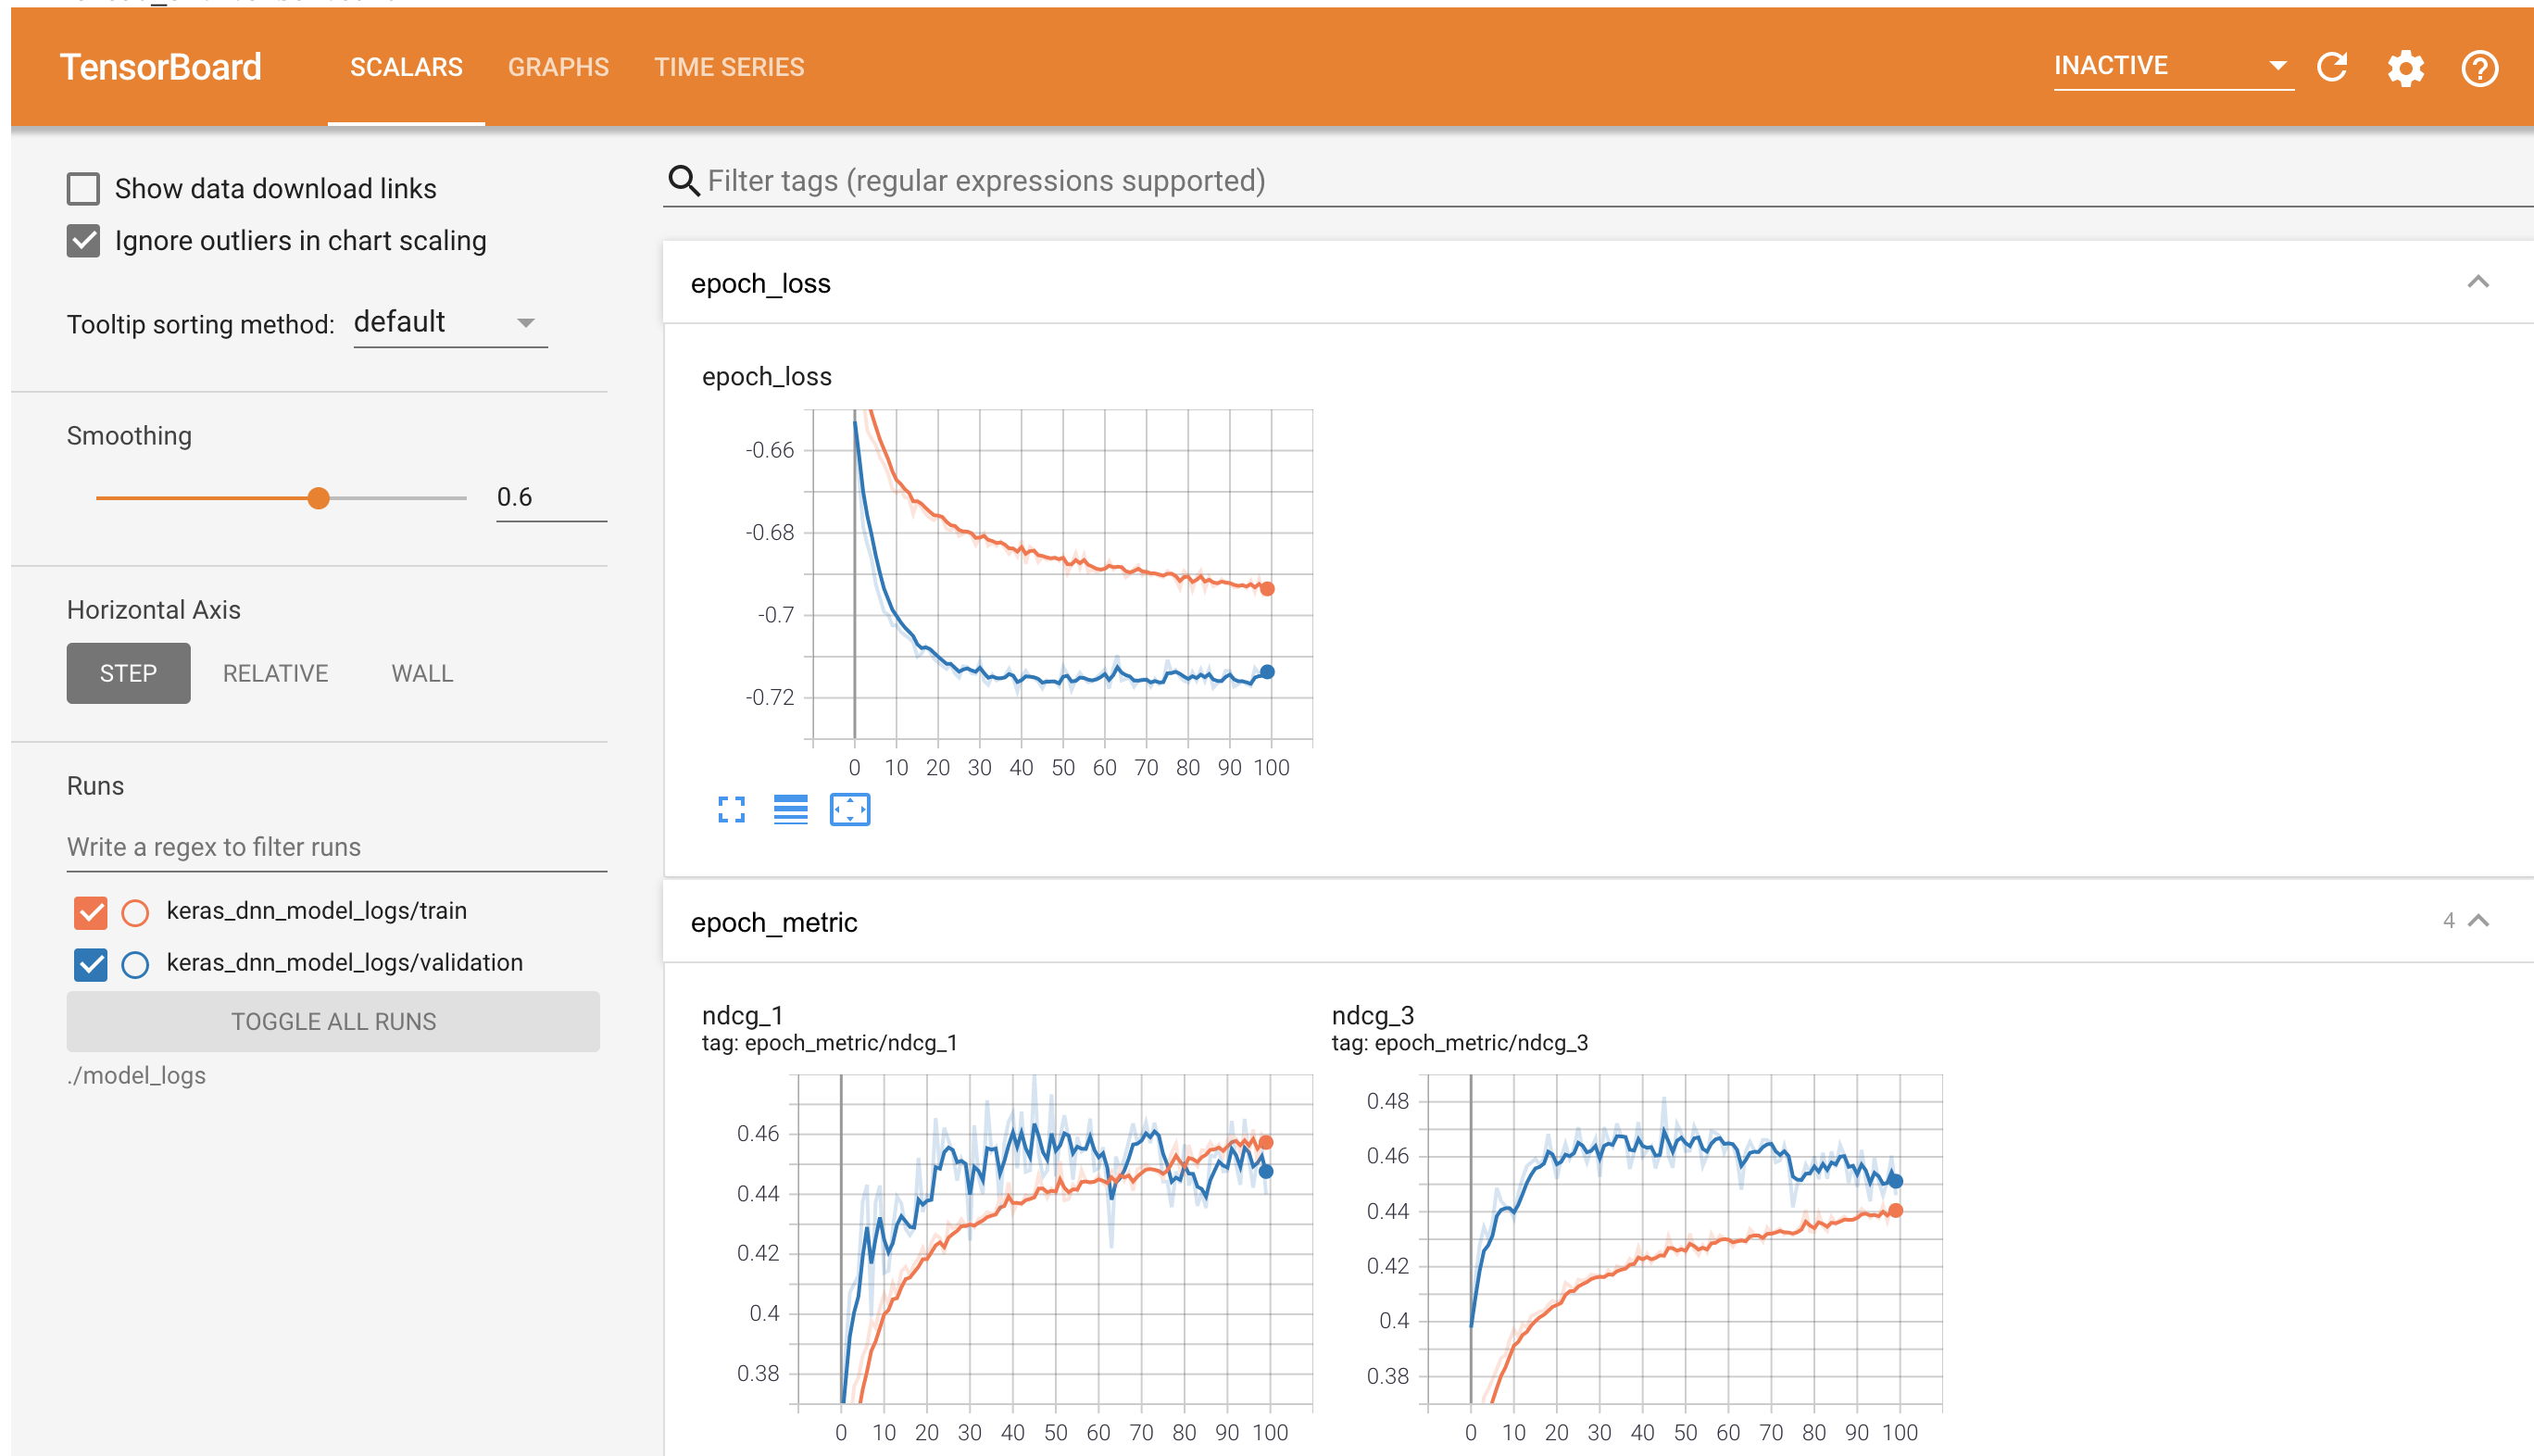 TensorBoard SCALARS GRAPHS TIME SERIES INACTIVE
Show data download links
Ignore outliers in chart scaling
Tooltip sorting method: default
Smoothing
0.6
Horizontal Axis
STEP RELATIVE WALL
Runs
Write a regex to filter runs
keras_dnn_model_logs/train
keras_dnn_model_logs/validation
TOGGLE ALL RUNS
./model_logs
Filter tags (regular expressions supported)
epoch_loss
epoch_loss
-0.66
-0.68
-0.7
-0.72
0 10 20 30 40 50 60 70 80 90 100
epoch_metric 4
ndcg_1
tag: epoch_metric/ndcg_1
0.46
0.44
0.42
0.4
0.38
0 10 20 30 40 50 60 70 80 90 100
ndcg_3
tag: epoch_metric/ndcg_3
0.48
0.46
0.44
0.42
0.4
0.38
0 10 20 30 40 50 60 70 80 90 100